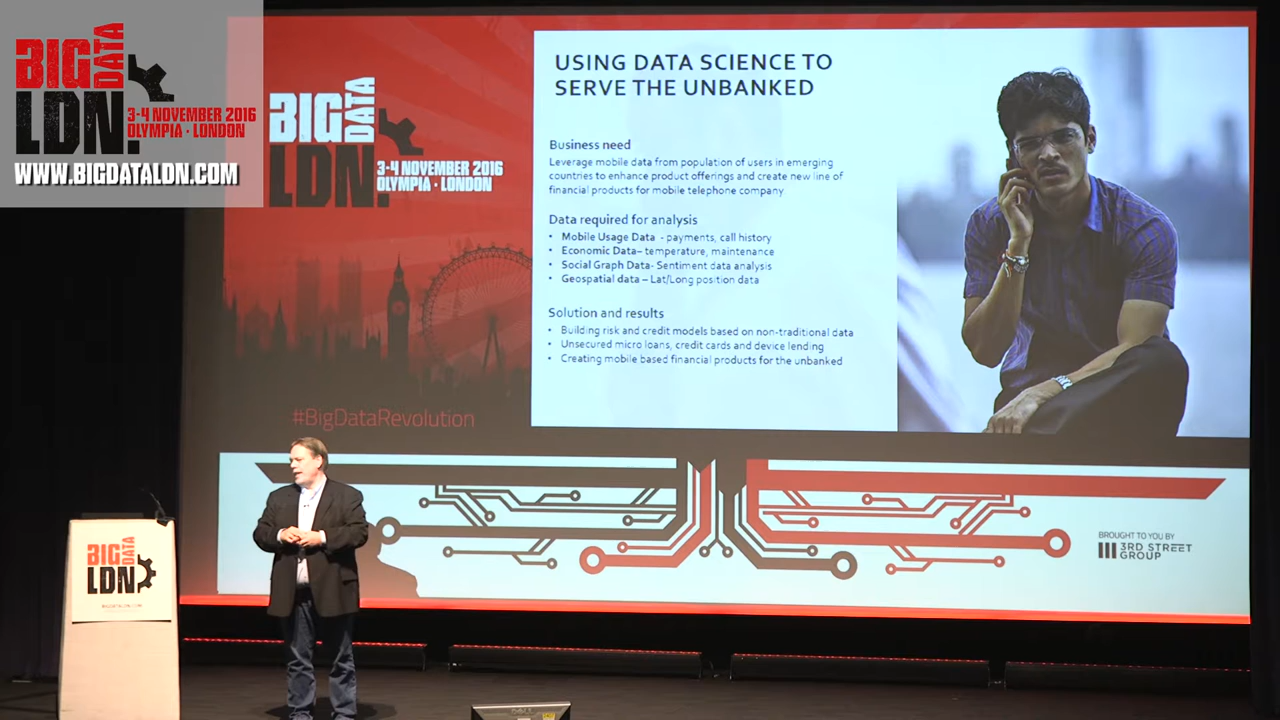 BIG DATA
LDN.
3-4 NOVEMBER 2016
OLYMPIA · LONDON
WWW.BIGDATALDN.COM
BIG DATA
LDN.
3-4 NOVEMBER 2016
OLYMPIA · LONDON
#BigDataRevolution
USING DATA SCIENCE TO
SERVE THE UNBANKED
Business need
Leverage mobile data from population of users in emerging
countries to enhance product offerings and create new line of
financial products for mobile telephone company
Data required for analysis
• Mobile Usage Data - payments, call history
• Economic Data– temperature, maintenance
• Social Graph Data- Sentiment data analysis
• Geospatial data – Lat/Long position data
Solution and results
• Building risk and credit models based on non-traditional data
• Unsecured micro loans, credit cards and device lending
• Creating mobile based financial products for the unbanked
BROUGHT TO YOU BY
3RD STREET
GROUP
BIG DATA
LDN
BIGDATALDN.COM
DELL